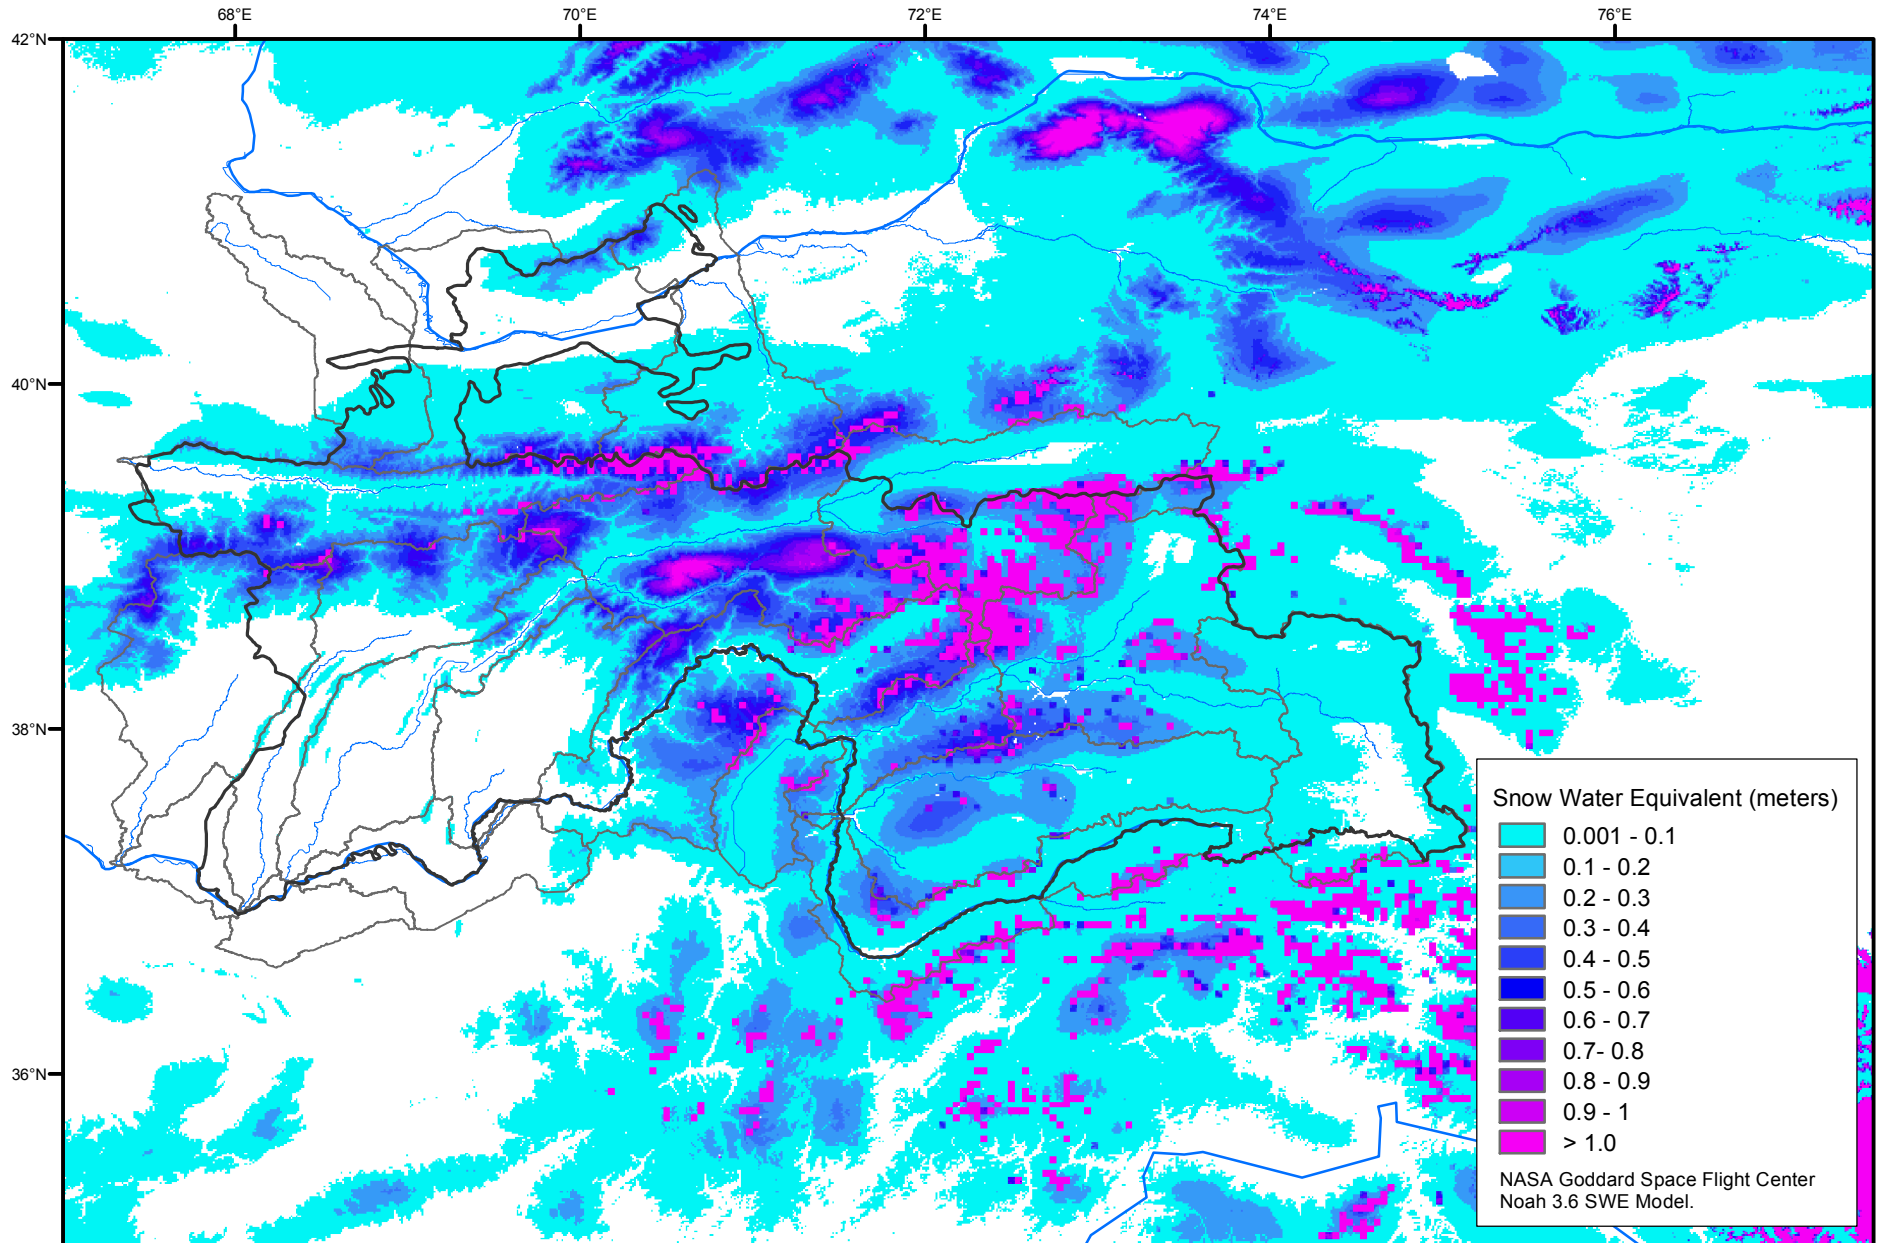 68°E 70°E 72°E 74°E 76°E
42°N
40°N
38°N
36°N
Snow Water Equivalent (meters)
0.001 - 0.1
0.1 - 0.2
0.2 - 0.3
0.3 - 0.4
0.4 - 0.5
0.5 - 0.6
0.6 - 0.7
0.7- 0.8
0.8 - 0.9
0.9 - 1
> 1.0
NASA Goddard Space Flight Center
Noah 3.6 SWE Model.